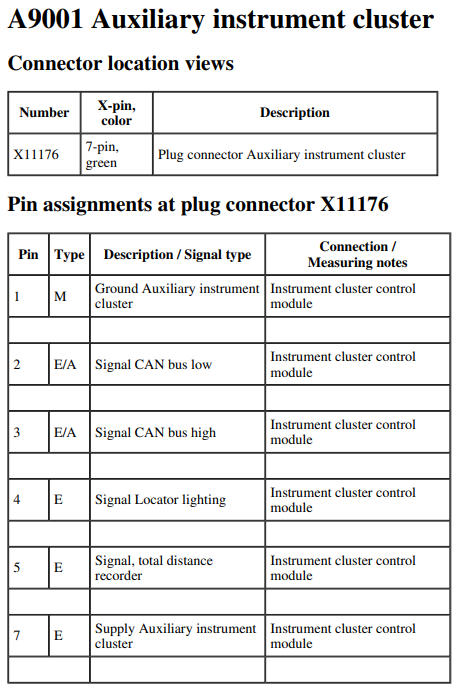 A9001 Auxiliary instrument cluster
Connector location views
Number X-pin, color Description
X11176 7-pin, green Plug connector Auxiliary instrument cluster
Pin assignments at plug connector X11176
Pin Type Description / Signal type Connection / Measuring notes
1 M Ground Auxiliary instrument cluster Instrument cluster control module
2 E/A Signal CAN bus low Instrument cluster control module
3 E/A Signal CAN bus high Instrument cluster control module
4 E Signal Locator lighting Instrument cluster control module
5 E Signal, total distance recorder Instrument cluster control module
7 E Supply Auxiliary instrument cluster Instrument cluster control module